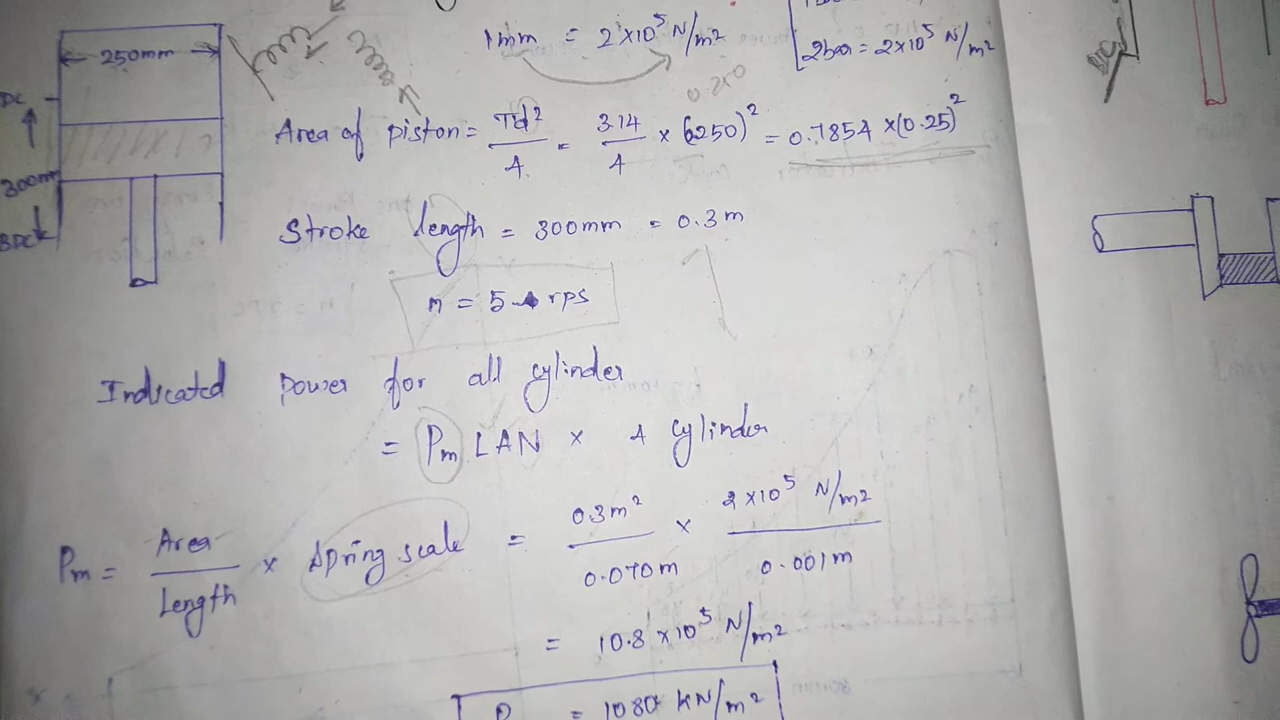 250mm
1mm = 2×10⁵ N/m²
2bar = 2×10⁵ N/m²
0.250
Area of piston = πd²/4 = 3.14/4 × (0.250)² = 0.7854 × (0.25)²
300mm
BDC
Stroke length = 300mm = 0.3m
n = 5 rps
Indicated power for all cylinder
= Pm LAN × 4 cylinder
Pm = Area/Length × Spring scale = 0.3m²/0.070m × 2×10⁵ N/m²/0.001m
= 10.8×10⁵ N/m²
= 1080 KN/m²